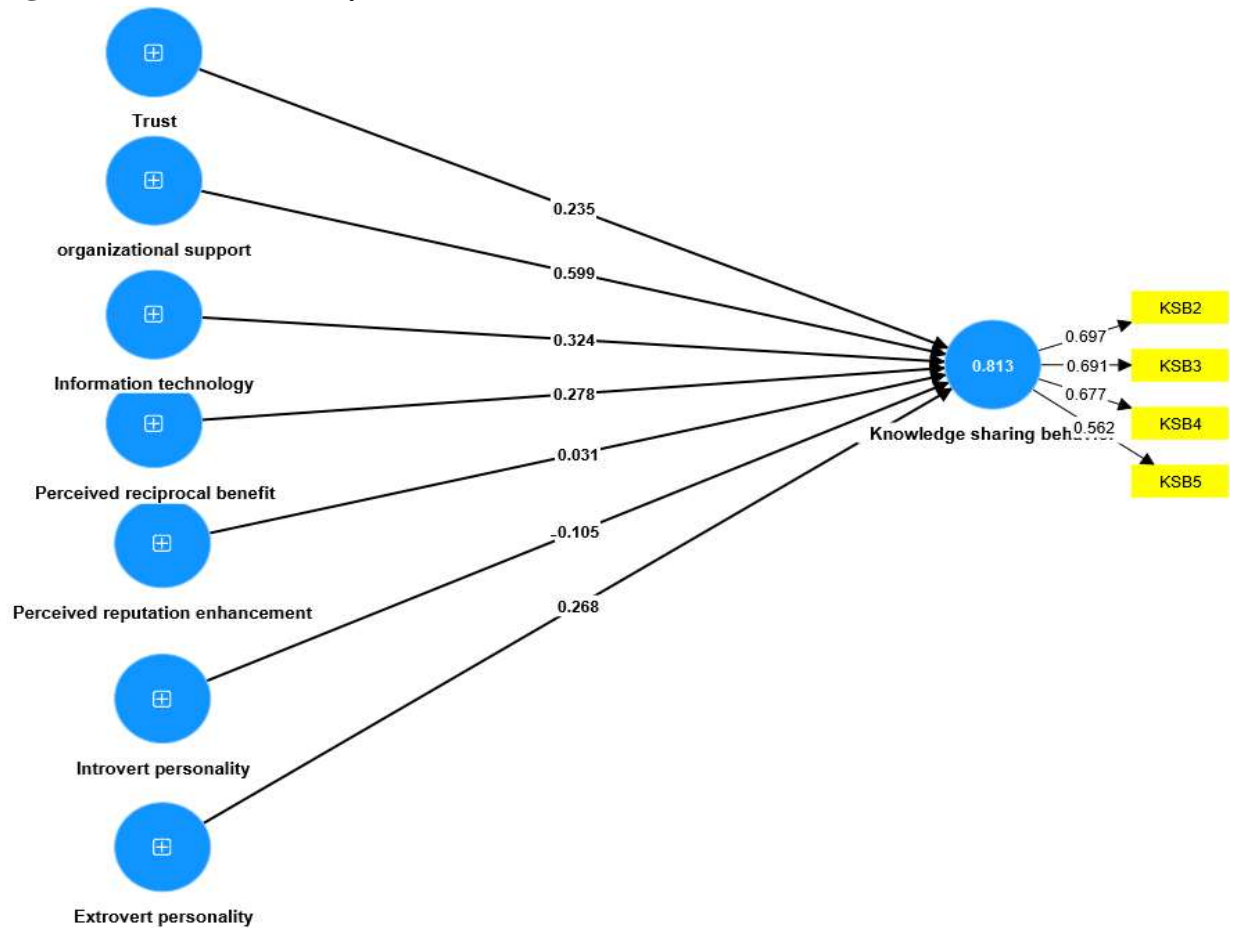 Trust
organizational support
Information technology
Perceived reciprocal benefit
Perceived reputation enhancement
Introvert personality
Extrovert personality
0.235
0.599
0.324
0.278
0.031
-0.105
0.268
0.813
Knowledge sharing
0.697
0.691
0.677
0.562
KSB2
KSB3
KSB4
KSB5